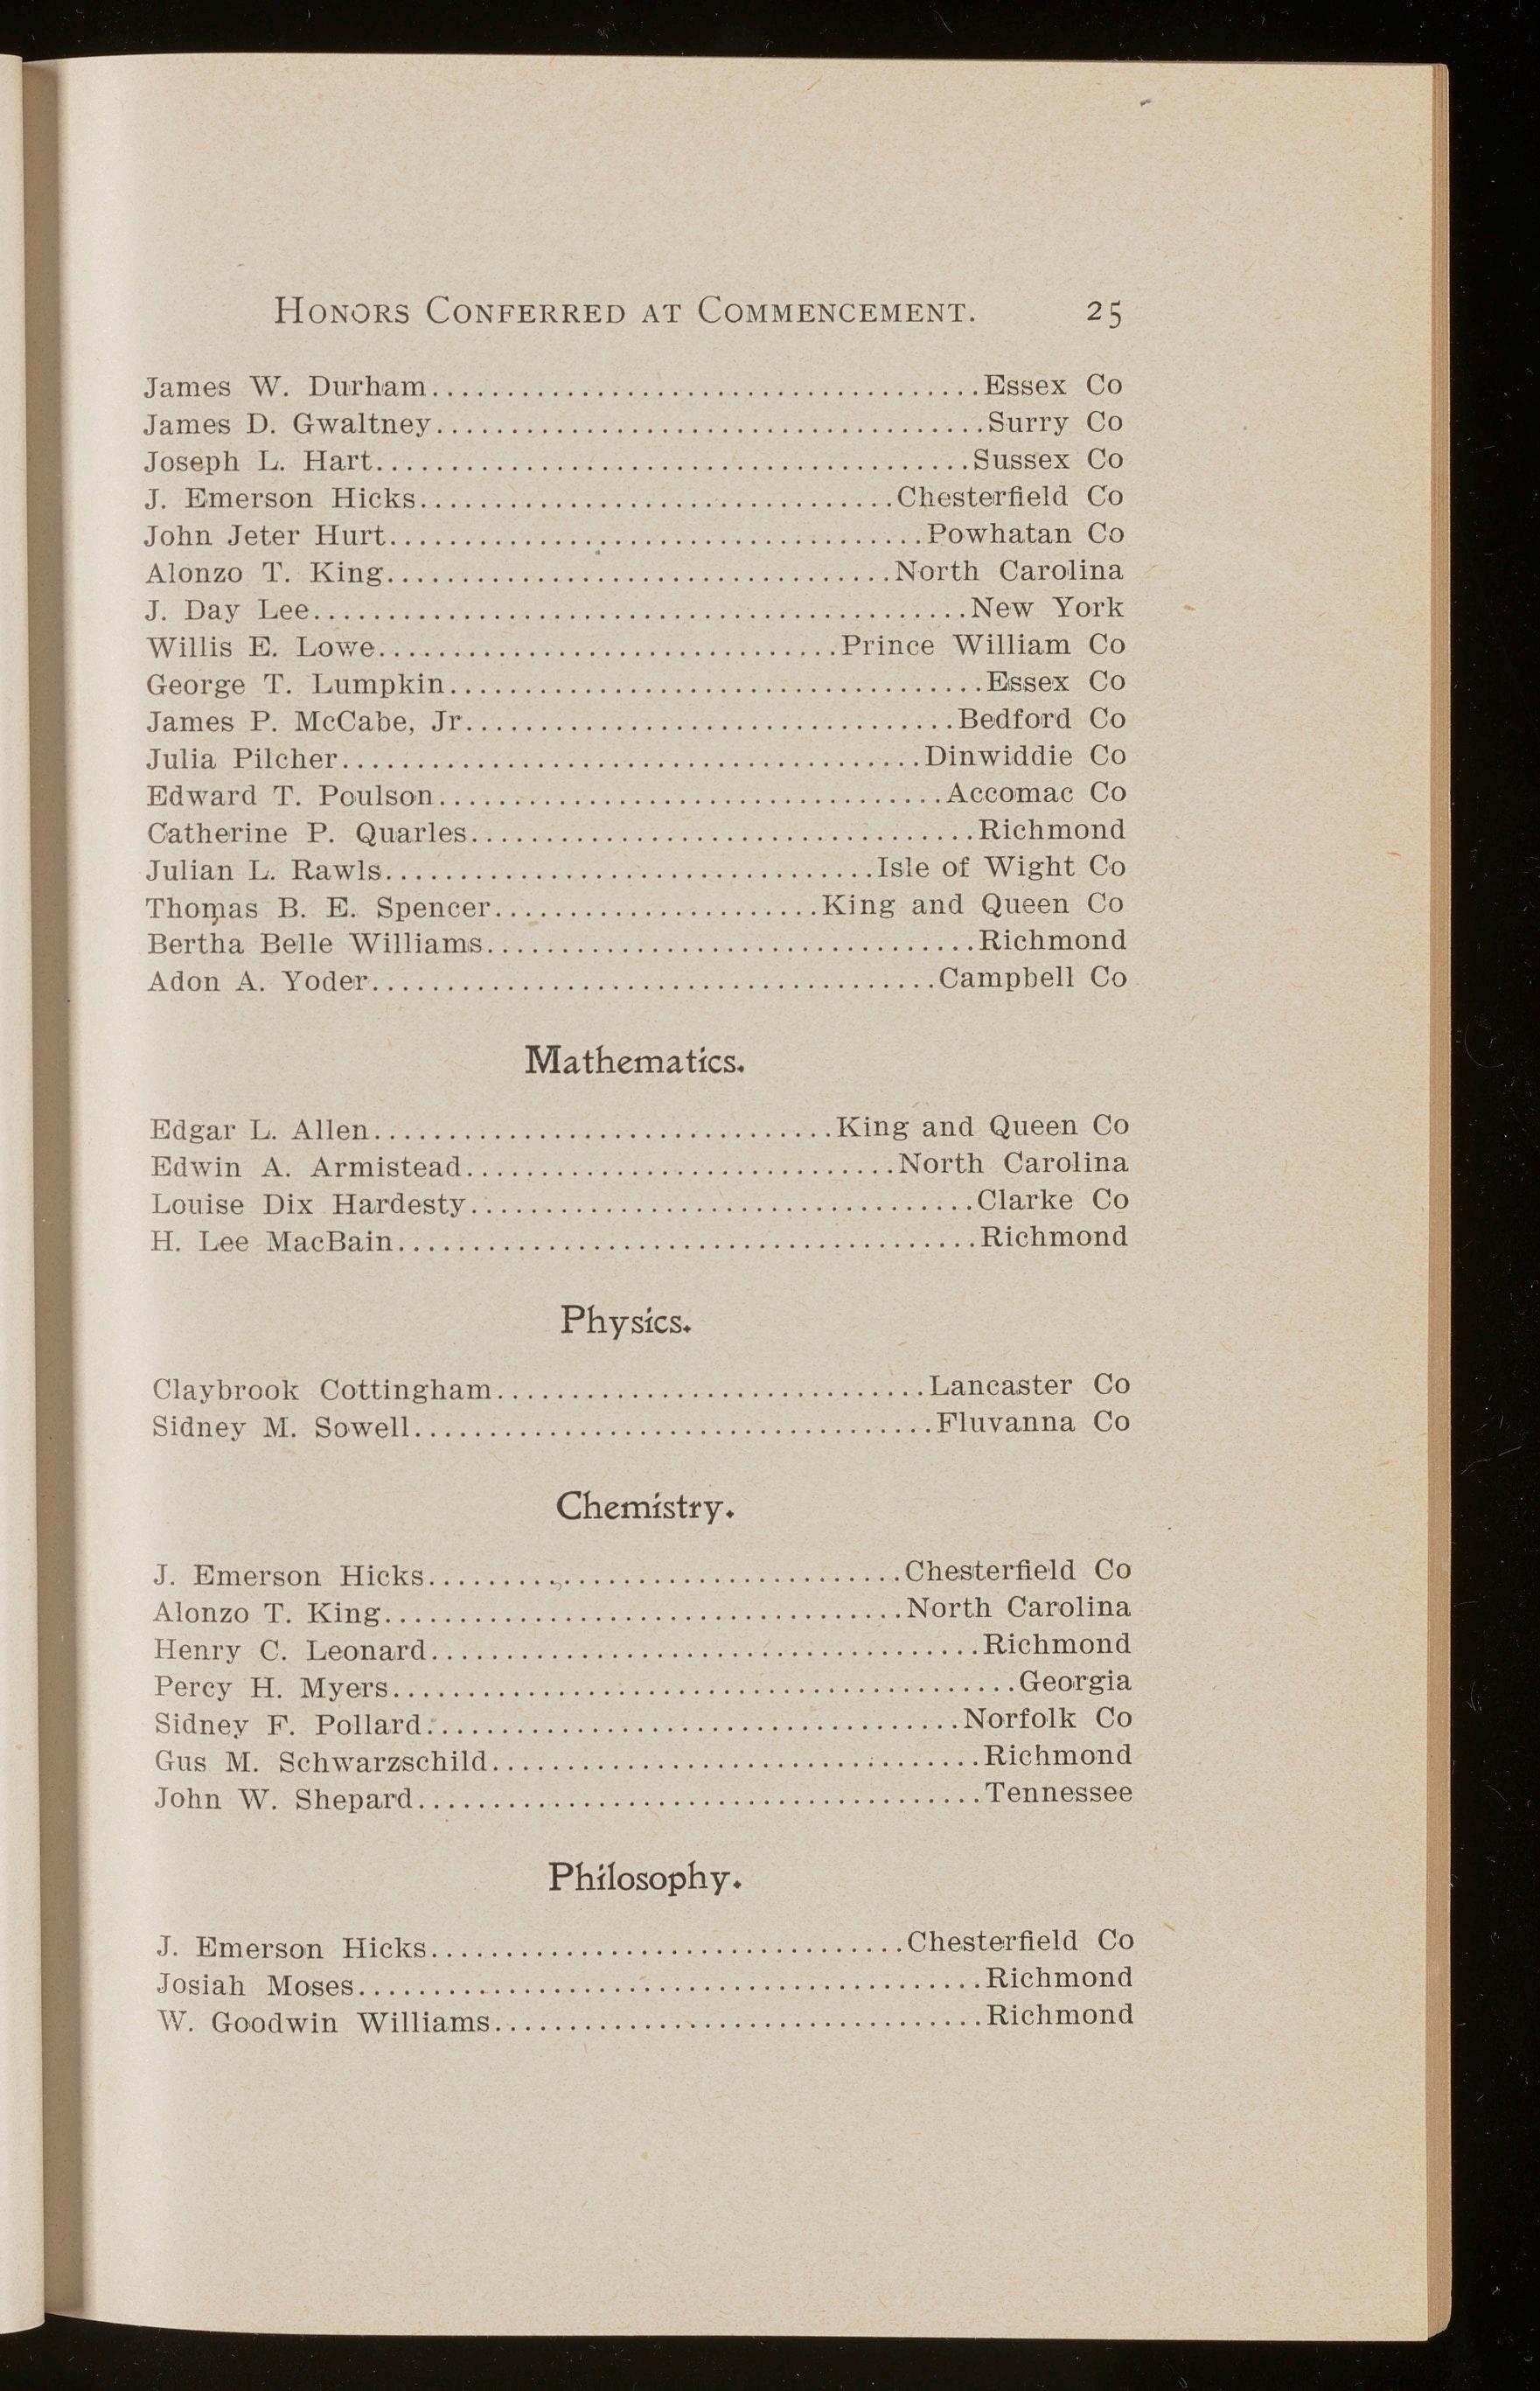 HONORS CONFERRED AT COMMENCEMENT. 25
James W. Durham........................................Essex Co
James D. Gwaltney........................................Surry Co
Joseph L. Hart........................................Sussex Co
J. Emerson Hicks................................Chesterfield Co
John Jeter Hurt....................................Powhatan Co
Alonzo T. King..................................North Carolina
J. Day Lee............................................New York
Willis E. Lowe...............................Prince William Co
George T. Lumpkin....................................Essex Co
James P. McCabe, Jr.................................Bedford Co
Julia Pilcher.......................................Dinwiddie Co
Edward T. Poulson..................................Accomac Co
Catherine P. Quarles..................................Richmond
Julian L. Rawls.................................Isle of Wight Co
Thomas B. E. Spencer......................King and Queen Co
Bertha Belle Williams.................................Richmond
Adon A. Yoder......................................Campbell Co
Mathematics.
Edgar L. Allen...............................King and Queen Co
Edwin A. Armistead.............................North Carolina
Louise Dix Hardesty..................................Clarke Co
H. Lee MacBain.......................................Richmond
Physics.
Claybrook Cottingham.............................Lancaster Co
Sidney M. Sowell...................................Fluvanna Co
Chemistry.
J. Emerson Hicks................................Chesterfield Co
Alonzo T. King...................................North Carolina
Henry C. Leonard.....................................Richmond
Percy H. Myers..........................................Georgia
Sidney F. Pollard....................................Norfolk Co
Gus M. Schwarzschild.................................Richmond
John W. Shepard......................................Tennessee
Philosophy.
J. Emerson Hicks................................Chesterfield Co
Josiah Moses..........................................Richmond
W. Goodwin Williams.................................Richmond